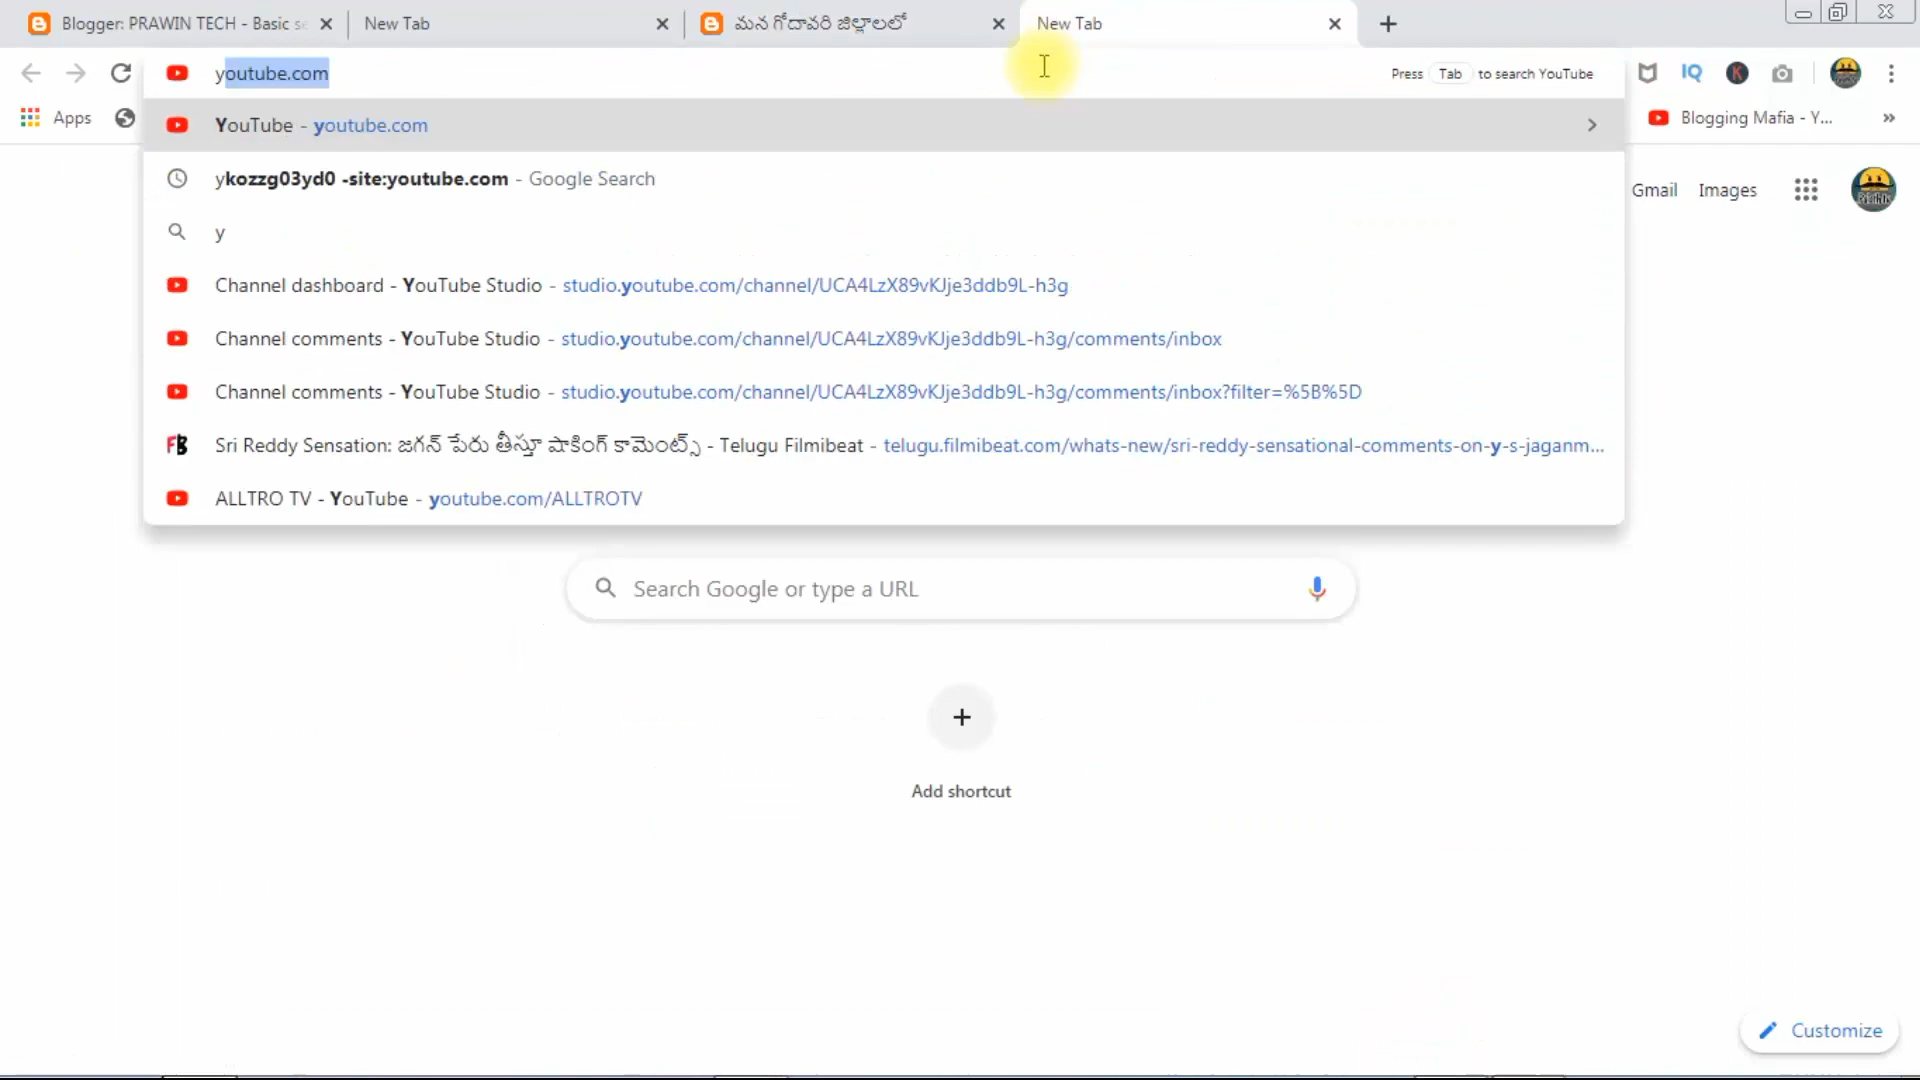 Blogger: PRAWIN TECH - Basic se
New Tab
మన గోదావరి జిల్లాలలో
New Tab
youtube.com
Press Tab to search YouTube
Apps
Blogging Mafia - Y...
YouTube - youtube.com
ykozzg03yd0 -site:youtube.com - Google Search
Gmail Images
y
Channel dashboard - YouTube Studio - studio.youtube.com/channel/UCA4LzX89vKJje3ddb9L-h3g
Channel comments - YouTube Studio - studio.youtube.com/channel/UCA4LzX89vKJje3ddb9L-h3g/comments/inbox
Channel comments - YouTube Studio - studio.youtube.com/channel/UCA4LzX89vKJje3ddb9L-h3g/comments/inbox?filter=%5B%5D
Sri Reddy Sensation: జగన్ పేరు తీస్తూ షాకింగ్ కామెంట్స్ - Telugu Filmibeat - telugu.filmibeat.com/whats-new/sri-reddy-sensational-comments-on-y-s-jaganm...
ALLTRO TV - YouTube - youtube.com/ALLTROTV
Search Google or type a URL
Add shortcut
Customize